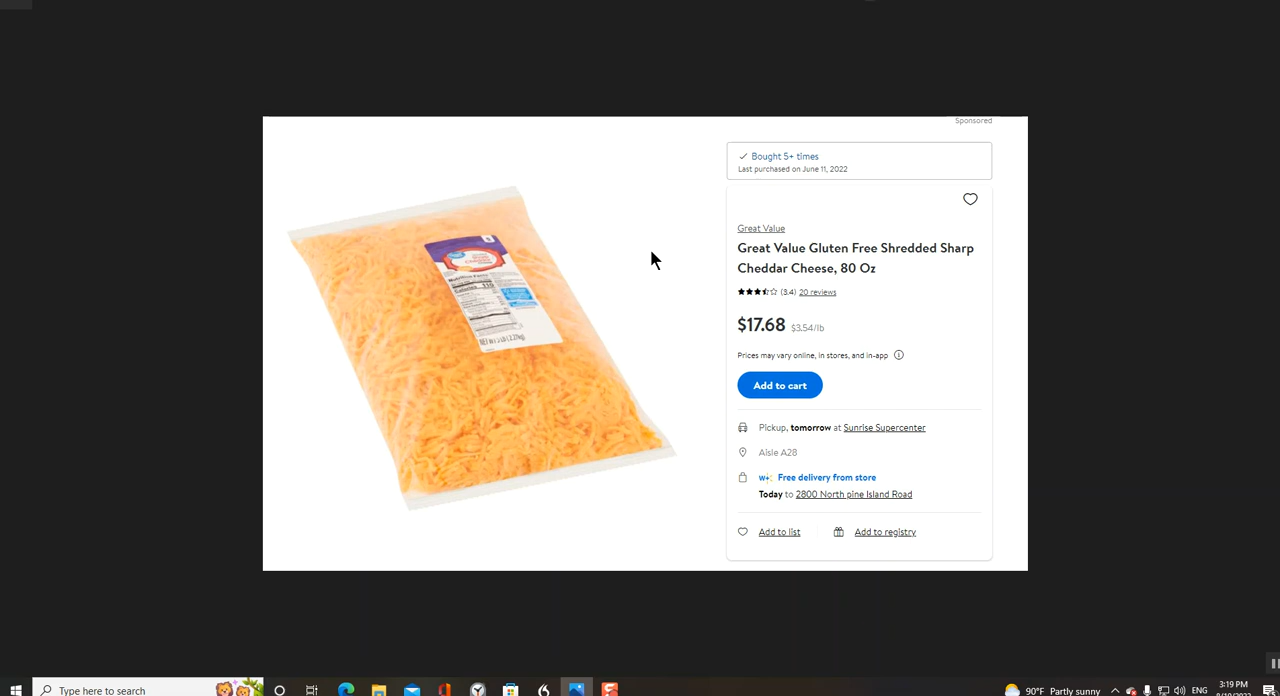 Sponsored
Bought 5+ times
Last purchased on June 11, 2022
Great Value
Great Value Gluten Free Shredded Sharp
Cheddar Cheese, 80 Oz
(3.4) 20 reviews
$17.68 $3.54/lb
Prices may vary online, in stores, and in-app
Add to cart
Pickup, tomorrow at Sunrise Supercenter
Aisle A28
w+ Free delivery from store
Today to 2800 North pine Island Road
Add to list
Add to registry
Nutrition Facts
Calories 110
Type here to search
90°F Partly sunny
ENG
3:19 PM